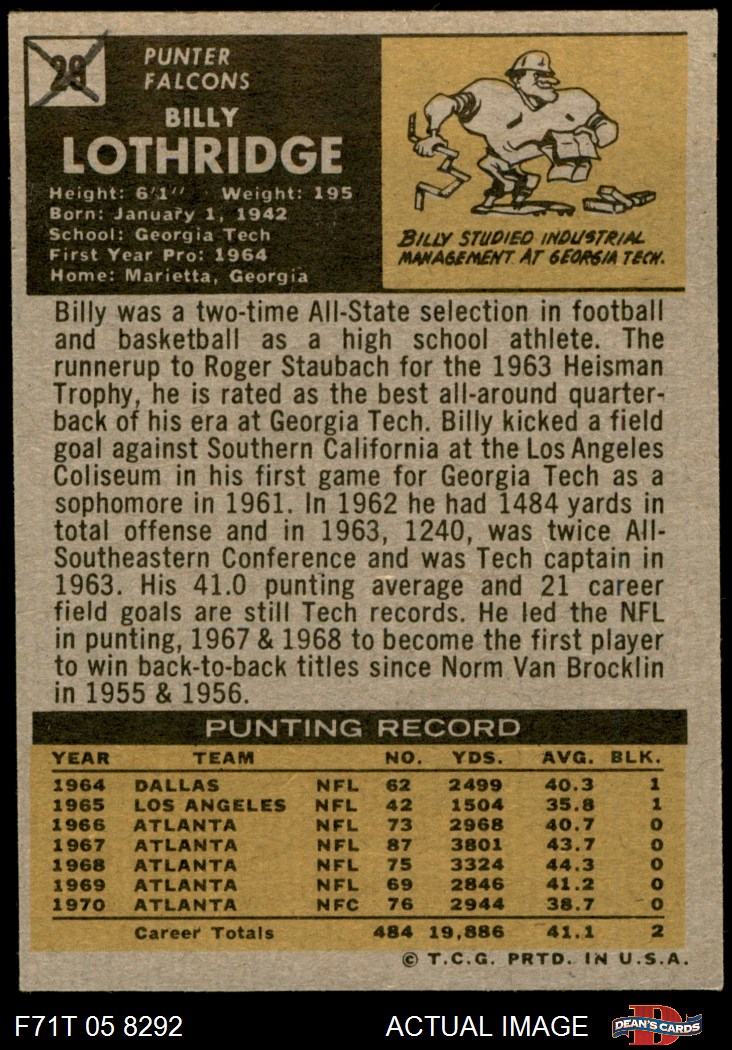 29
PUNTER
FALCONS
BILLY
LOTHRIDGE
Height: 6'1" Weight: 195
Born: January 1, 1942
School: Georgia Tech
First Year Pro: 1964
Home: Marietta, Georgia
BILLY STUDIED INDUSTRIAL
MANAGEMENT AT GEORGIA TECH.
Billy was a two-time All-State selection in football
and basketball as a high school athlete. The
runnerup to Roger Staubach for the 1963 Heisman
Trophy, he is rated as the best all-around quarter-
back of his era at Georgia Tech. Billy kicked a field
goal against Southern California at the Los Angeles
Coliseum in his first game for Georgia Tech as a
sophomore in 1961. In 1962 he had 1484 yards in
total offense and in 1963, 1240, was twice All-
Southeastern Conference and was Tech captain in
1963. His 41.0 punting average and 21 career
field goals are still Tech records. He led the NFL
in punting, 1967 & 1968 to become the first player
to win back-to-back titles since Norm Van Brocklin
in 1955 & 1956.
PUNTING RECORD
YEAR TEAM NO. YDS. AVG. BLK.
1964 DALLAS NFL 62 2499 40.3 1
1965 LOS ANGELES NFL 42 1504 35.8 1
1966 ATLANTA NFL 73 2968 40.7 0
1967 ATLANTA NFL 87 3801 43.7 0
1968 ATLANTA NFL 75 3324 44.3 0
1969 ATLANTA NFL 69 2846 41.2 0
1970 ATLANTA NFC 76 2944 38.7 0
Career Totals 484 19,886 41.1 2
© T.C.G. PRTD. IN U.S.A.
F71T 05 8292 ACTUAL IMAGE D DEAN'S CARDS